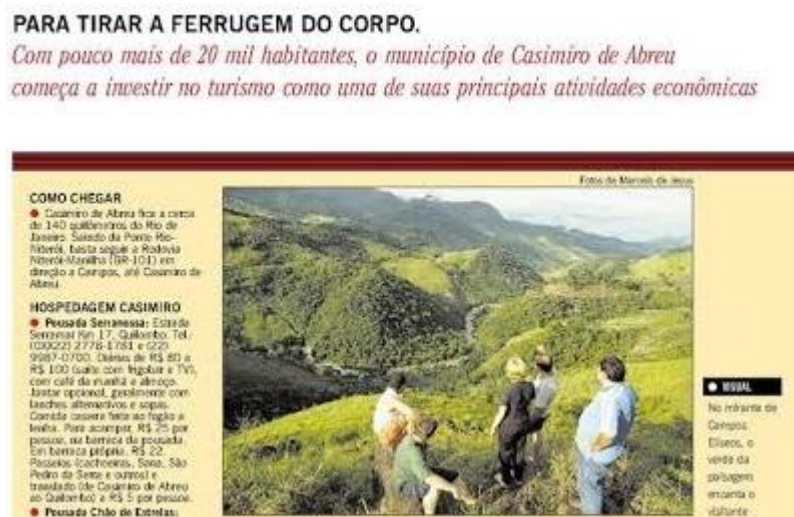 PARA TIRAR A FERRUGEM DO CORPO.
Com pouco mais de 20 mil habitantes, o município de Casimiro de Abreu
começa a investir no turismo como uma de suas principais atividades econômicas
Fotos de Marcelo de Jesus
COMO CHEGAR
● Casimiro de Abreu fica a cerca
de 140 quilômetros do Rio de
Janeiro. Saindo da Ponte Rio-
Niterói, basta seguir a Rodovia
Niterói-Manilha (BR-101) em
direção a Campos, até Casimiro de
Abreu.
HOSPEDAGEM CASIMIRO
● Pousada Serranossa: Estrada
Serramar Km 17, Quilombo. Tel.:
2778-1781 e (22)
9987-0700. Diárias de R$ 80 a
R$ 100 (suíte com frigobar e TV),
com café da manhã e almoço.
Jantar opcional, geralmente com
lanches alternativos e sopas.
Comida caseira feita ao fogão a
lenha. Para acampar, R$ 25 por
pessoa, na barraca da pousada.
Em barraca própria, R$ 22.
Passeios (cachoeiras, Sana, São
Pedro da Serra e outros) e
translado (de Casimiro de Abreu
ao Quilombo) a R$ 5 por pessoa.
● Pousada Chão de Estrelas:
● VISUAL
No mirante de
Campos
Elíseos, o
verde da
paisagem
encanta o
visitante